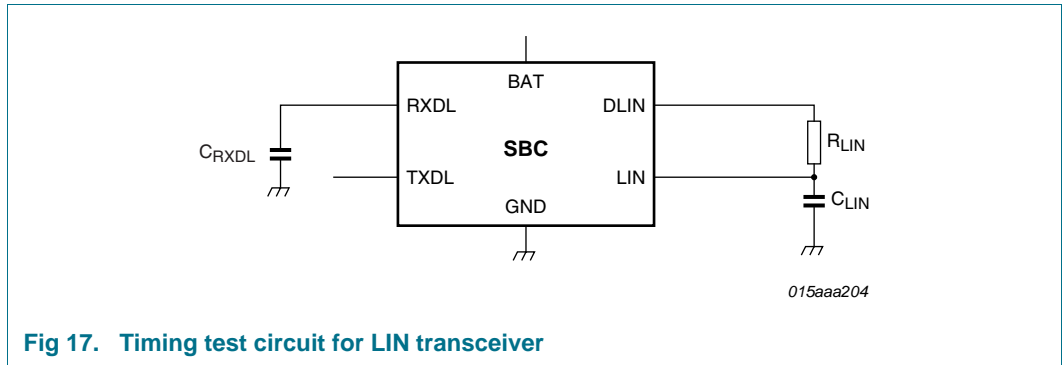 BAT
RXDL
DLIN
C_RXDL
SBC
R_LIN
TXDL
LIN
C_LIN
GND
015aaa204
Fig 17. Timing test circuit for LIN transceiver